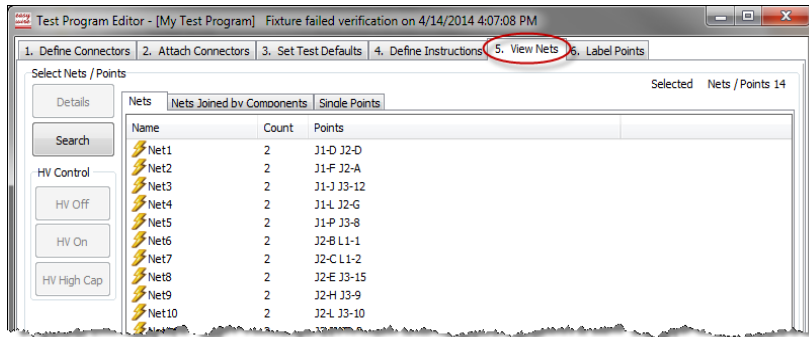 easy wire Test Program Editor - [My Test Program] Fixture failed verification on 4/14/2014 4:07:08 PM
1. Define Connectors 2. Attach Connectors 3. Set Test Defaults 4. Define Instructions 5. View Nets 6. Label Points
Select Nets / Points
Selected Nets / Points 14
Details
Nets Nets Joined by Components Single Points
Search
Name Count Points
Net1 2 J1-D J2-D
Net2 2 J1-F J2-A
HV Control
Net3 2 J1-J J3-12
HV Off
Net4 2 J1-L J2-G
Net5 2 J1-P J3-8
HV On
Net6 2 J2-B L1-1
Net7 2 J2-C L1-2
HV High Cap
Net8 2 J2-E J3-15
Net9 2 J2-H J3-9
Net10 2 J2-L J3-10